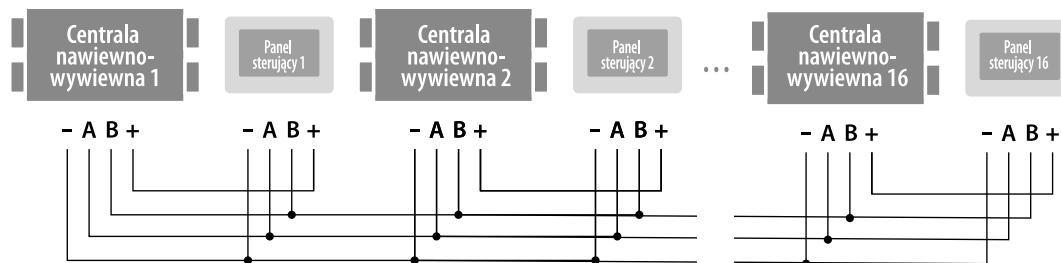 Centrala
nawiewno-
wywiewna 1
Panel
sterujący 1
Centrala
nawiewno-
wywiewna 2
Panel
sterujący 2
...
Centrala
nawiewno-
wywiewna 16
Panel
sterujący 16
– A B +
– A B +
– A B +
– A B +
– A B +
– A B +